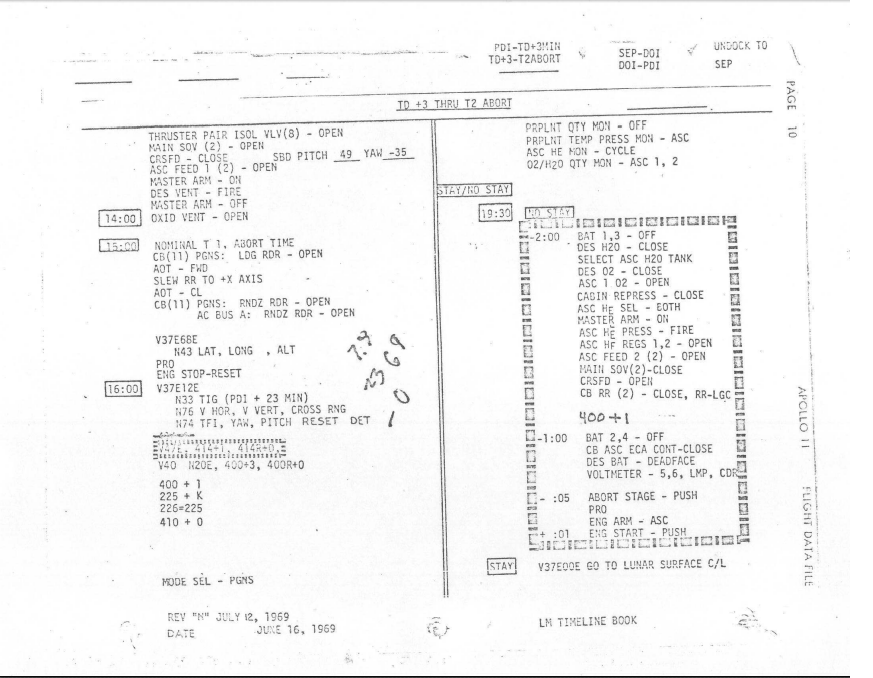 PDI-TD+3MIN
TD+3-T2ABORT
SEP-DOI
DOI-PDI
UNDOCK TO
SEP
PAGE 10
TD +3 THRU T2 ABORT
THRUSTER PAIR ISOL VLV(8) - OPEN
MAIN SOV (2) - OPEN
CRSFD - CLOSE SBD PITCH 49 YAW -35
ASC FEED 1 (2) - OPEN
MASTER ARM - ON
DES VENT - FIRE
MASTER ARM - OFF
14:00 OXID VENT - OPEN
15:00 NOMINAL T 1, ABORT TIME
CB(11) PGNS: LDG RDR - OPEN
AOT - FWD
SLEW RR TO +X AXIS
AOT - CL
CB(11) PGNS: RNDZ RDR - OPEN
AC BUS A: RNDZ RDR - OPEN
V37E68E
N43 LAT, LONG , ALT
PRO
ENG STOP-RESET
16:00 V37E12E
N33 TIG (PDI + 23 MIN)
N76 V HOR, V VERT, CROSS RNG
N74 TFI, YAW, PITCH RESET DET
V47E, 414+1, 414R+0,
V40 N20E, 400+3, 400R+0
400 + 1
225 + K
226=225
410 + 0
MODE SEL - PGNS
REV "N" JULY 12, 1969
DATE JUNE 16, 1969
PRPLNT QTY MON - OFF
PRPLNT TEMP PRESS MON - ASC
ASC HE MON - CYCLE
O2/H2O QTY MON - ASC 1, 2
STAY/NO STAY
19:30 NO STAY
-2:00 BAT 1,3 - OFF
DES H2O - CLOSE
SELECT ASC H2O TANK
DES O2 - CLOSE
ASC 1 O2 - OPEN
CABIN REPRESS - CLOSE
ASC HE SEL - BOTH
MASTER ARM - ON
ASC HE PRESS - FIRE
ASC HE REGS 1,2 - OPEN
ASC FEED 2 (2) - OPEN
MAIN SOV(2)-CLOSE
CRSFD - OPEN
CB RR (2) - CLOSE, RR-LGC
400+1
-1:00 BAT 2,4 - OFF
CB ASC ECA CONT-CLOSE
DES BAT - DEADFACE
VOLTMETER - 5,6, LMP, CDR
- :05 ABORT STAGE - PUSH
PRO
ENG ARM - ASC
+ :01 ENG START - PUSH
STAY V37E00E GO TO LUNAR SURFACE C/L
LM TIMELINE BOOK
APOLLO 11 FLIGHT DATA FILE